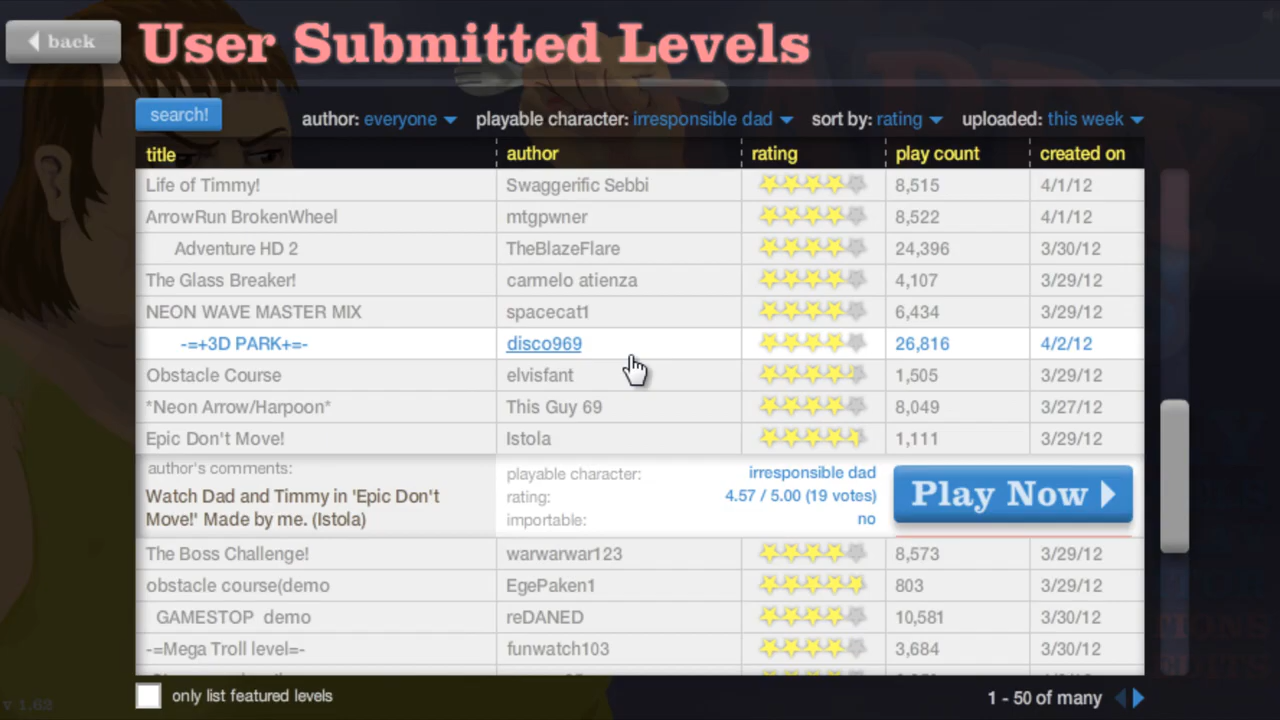 back
User Submitted Levels
search! author: everyone playable character: irresponsible dad sort by: rating uploaded: this week
title author rating play count created on
Life of Timmy! Swaggerific Sebbi 8,515 4/1/12
ArrowRun BrokenWheel mtgpwner 8,522 4/1/12
Adventure HD 2 TheBlazeFlare 24,396 3/30/12
The Glass Breaker! carmelo atienza 4,107 3/29/12
NEON WAVE MASTER MIX spacecat1 6,434 3/29/12
-=+3D PARK+=- disco969 26,816 4/2/12
Obstacle Course elvisfant 1,505 3/29/12
*Neon Arrow/Harpoon* This Guy 69 8,049 3/27/12
Epic Don't Move! Istola 1,111 3/29/12
author's comments:
Watch Dad and Timmy in 'Epic Don't
Move!' Made by me. (Istola)
playable character: irresponsible dad
rating: 4.57 / 5.00 (19 votes)
importable: no
Play Now
The Boss Challenge! warwarwar123 8,573 3/29/12
obstacle course(demo EgePaken1 803 3/29/12
GAMESTOP demo reDANED 10,581 3/30/12
-=Mega Troll level=- funwatch103 3,684 3/30/12
only list featured levels
1 - 50 of many
v 1.62